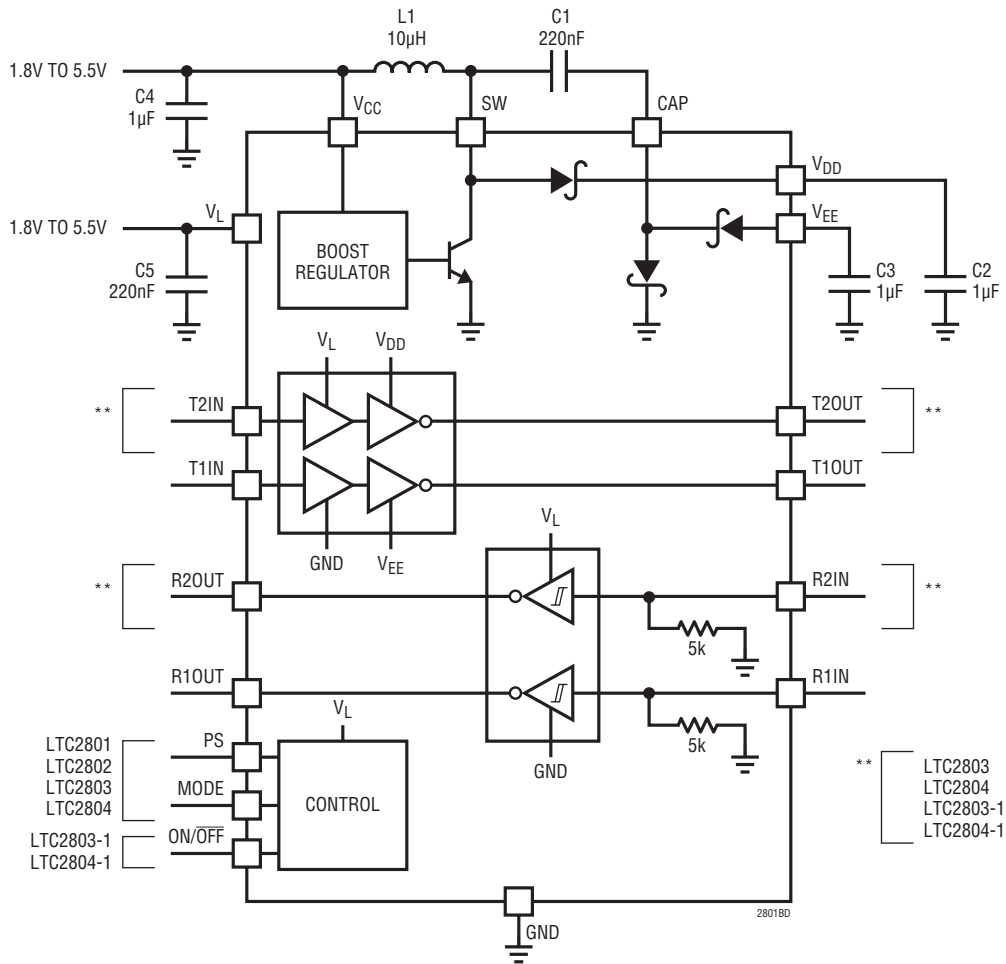 L1
10µH
C1
220nF
1.8V TO 5.5V
C4
1µF
VCC
SW
CAP
VDD
1.8V TO 5.5V
VL
VEE
C5
220nF
BOOST
REGULATOR
C3
1µF
C2
1µF
VL
VDD
**
T2IN
T2OUT
**
T1IN
T1OUT
GND
VEE
VL
**
R2OUT
R2IN
**
5k
R1OUT
R1IN
5k
GND
VL
LTC2801
LTC2802
LTC2803
LTC2804
PS
MODE
CONTROL
LTC2803-1
LTC2804-1
ON/OFF
**
LTC2803
LTC2804
LTC2803-1
LTC2804-1
2801BD
GND